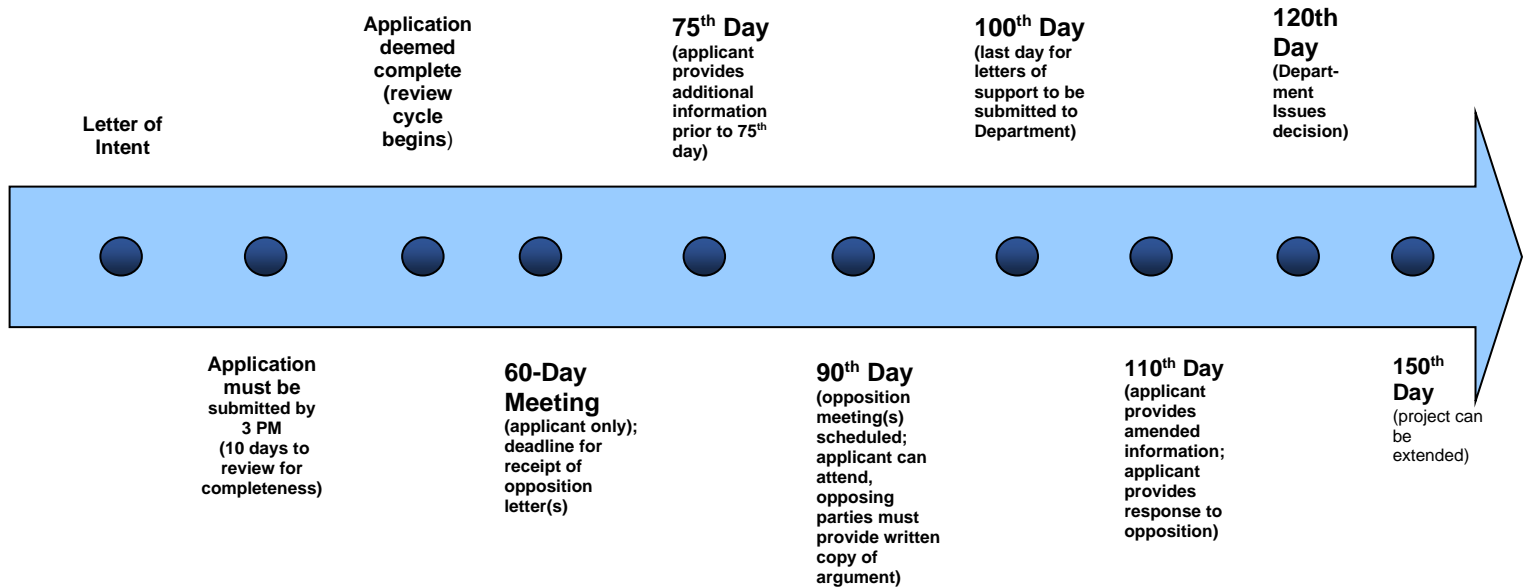 Letter of
Intent
Application
must be
submitted by
3 PM
(10 days to
review for
completeness)
Application
deemed
complete
(review
cycle
begins)
60-Day
Meeting
(applicant only);
deadline for
receipt of
opposition
letter(s)
75th Day
(applicant
provides
additional
information
prior to 75th
day)
90th Day
(opposition
meeting(s)
scheduled;
applicant can
attend,
opposing
parties must
provide written
copy of
argument)
100th Day
(last day for
letters of
support to be
submitted to
Department)
110th Day
(applicant
provides
amended
information;
applicant
provides
response to
opposition)
120th
Day
(Depart-
ment
Issues
decision)
150th
Day
(project can
be
extended)